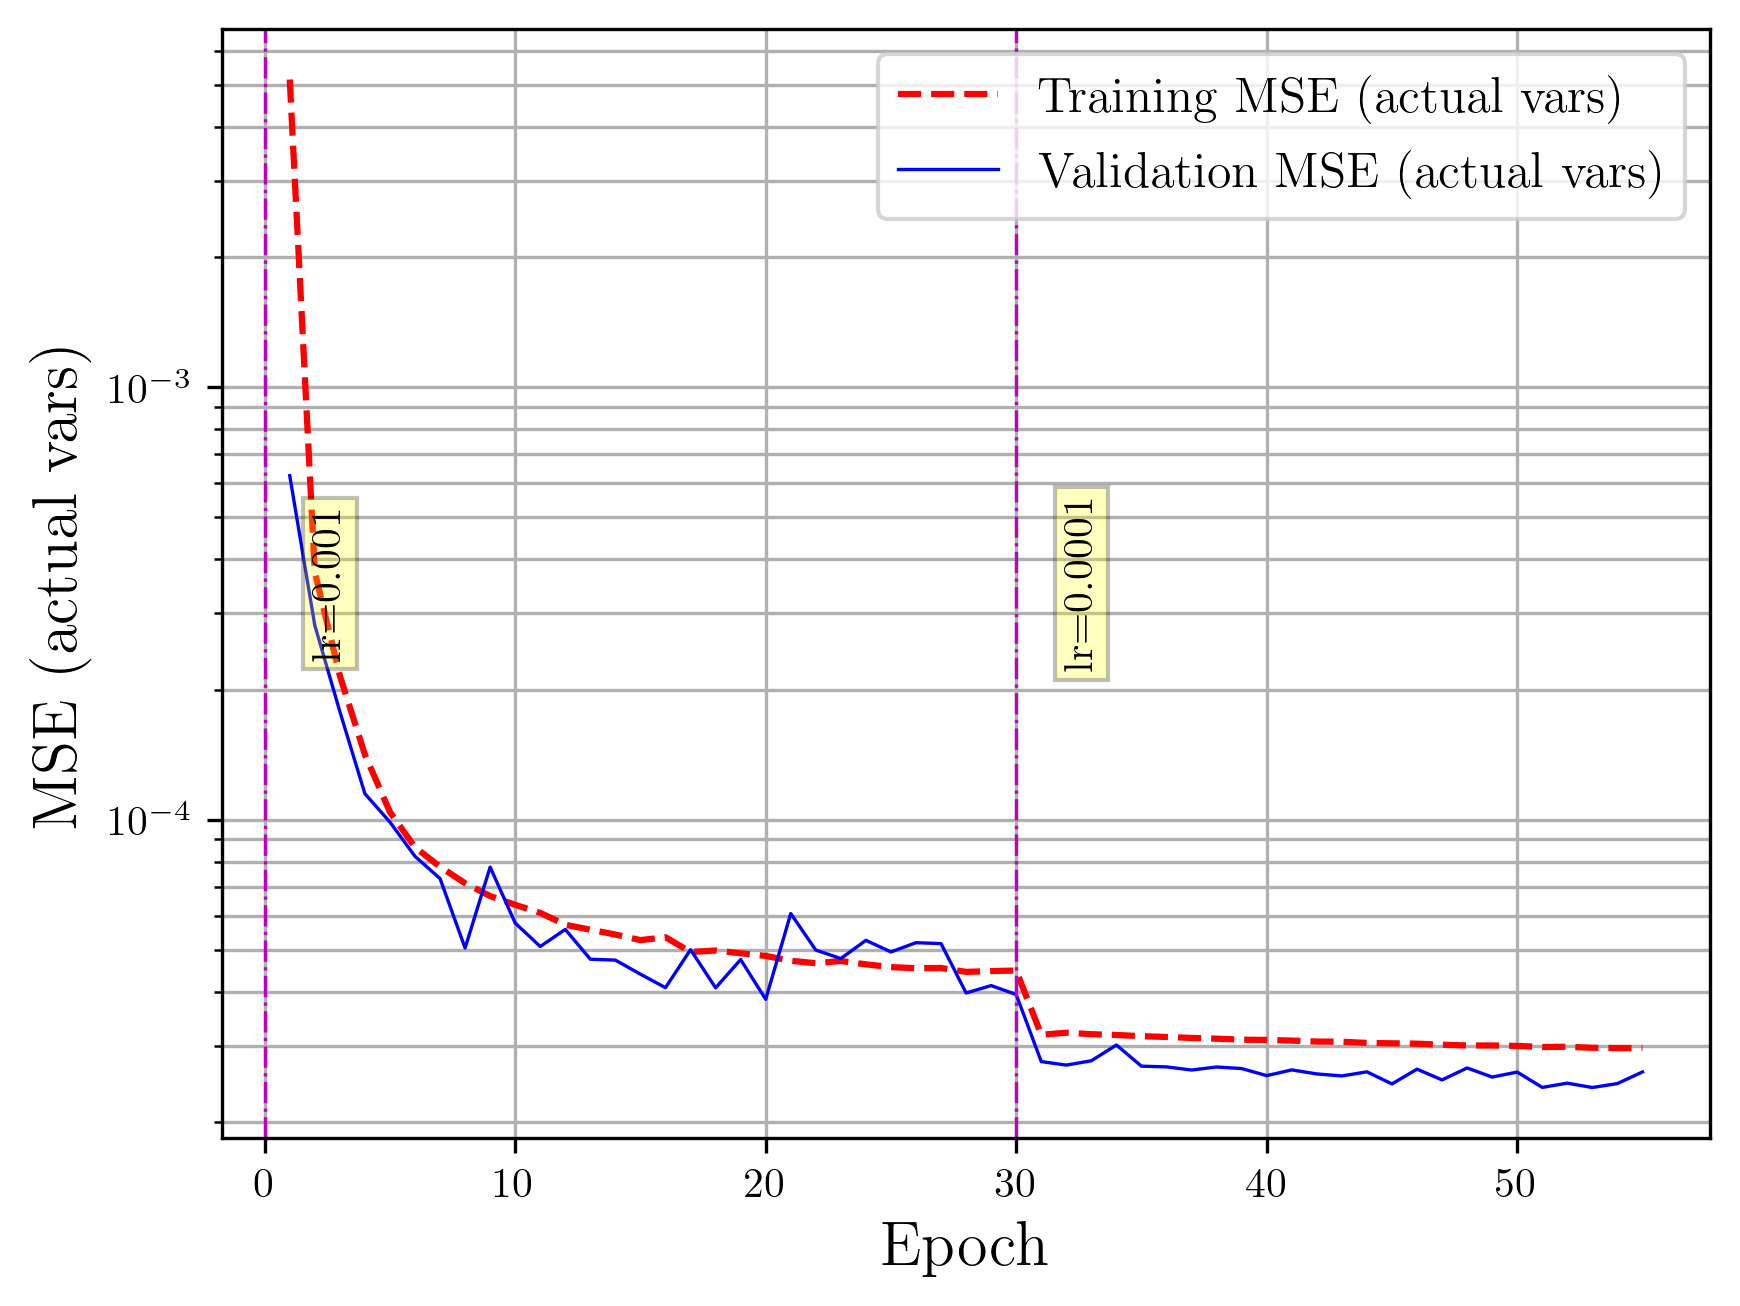 Training MSE (actual vars)
Validation MSE (actual vars)
MSE (actual vars)
10⁻³
10⁻⁴
lr=0.001
lr=0.0001
0 10 20 30 40 50
Epoch